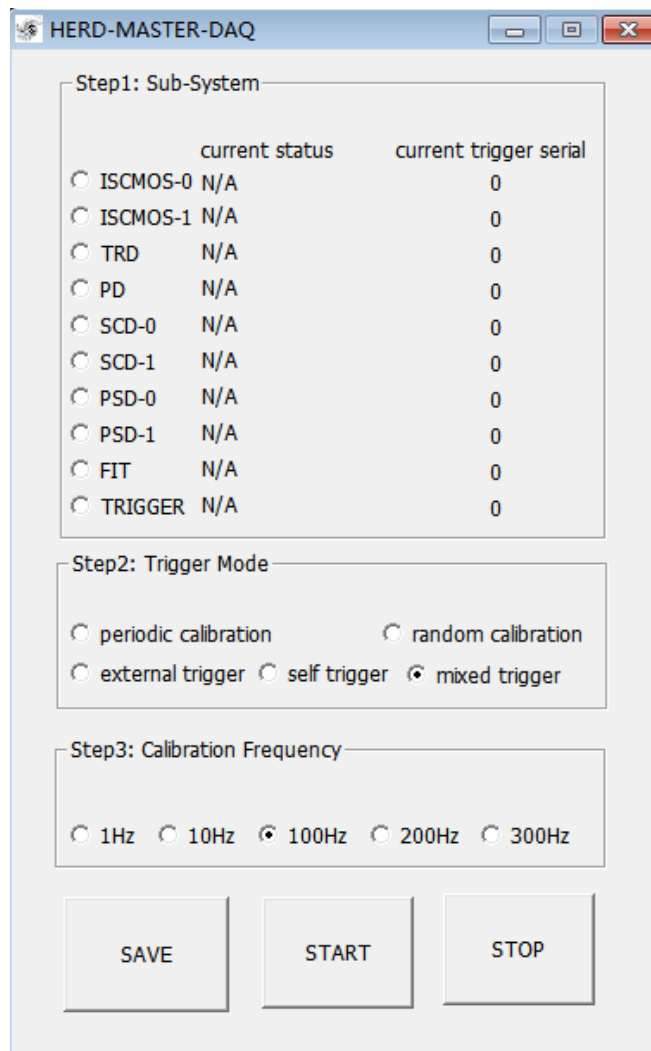 HERD-MASTER-DAQ
Step1: Sub-System
current status current trigger serial
ISCMOS-0 N/A 0
ISCMOS-1 N/A 0
TRD N/A 0
PD N/A 0
SCD-0 N/A 0
SCD-1 N/A 0
PSD-0 N/A 0
PSD-1 N/A 0
FIT N/A 0
TRIGGER N/A 0
Step2: Trigger Mode
periodic calibration random calibration
external trigger self trigger mixed trigger
Step3: Calibration Frequency
1Hz 10Hz 100Hz 200Hz 300Hz
SAVE START STOP